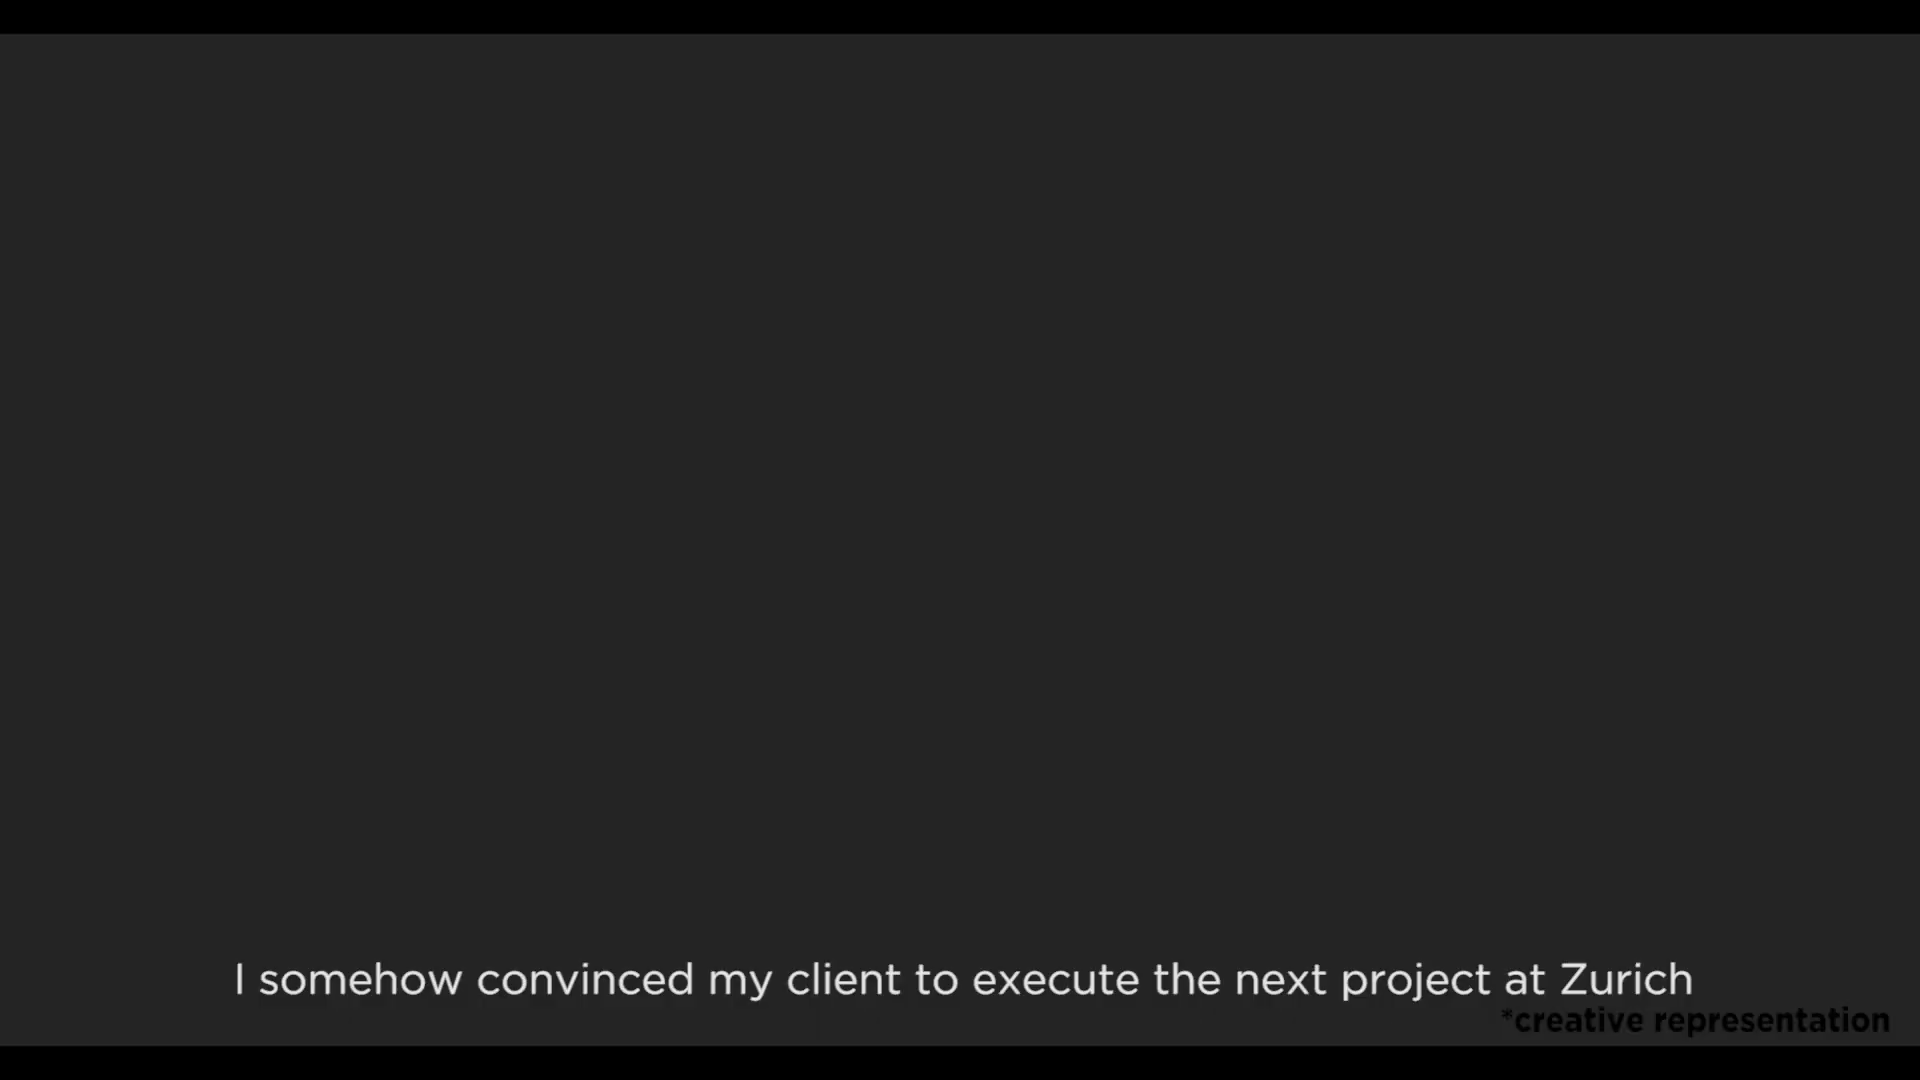 I somehow convinced my client to execute the next project at Zurich
*creative representation